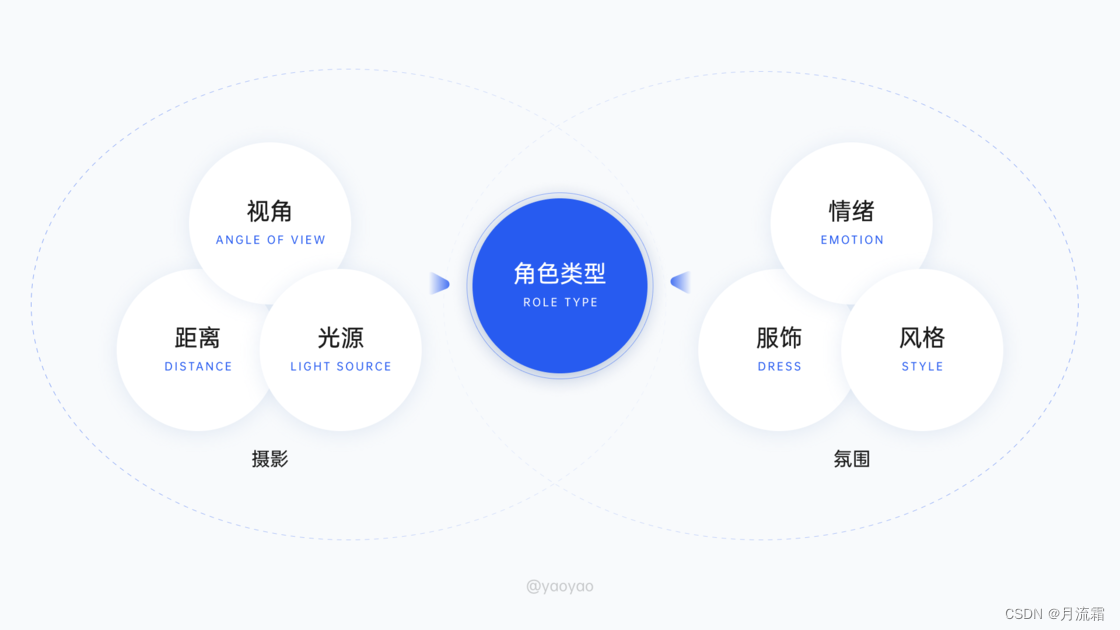 视角
ANGLE OF VIEW
距离
DISTANCE
光源
LIGHT SOURCE
摄影
角色类型
ROLE TYPE
情绪
EMOTION
服饰
DRESS
风格
STYLE
氛围
@yaoyao
CSDN @月流霜